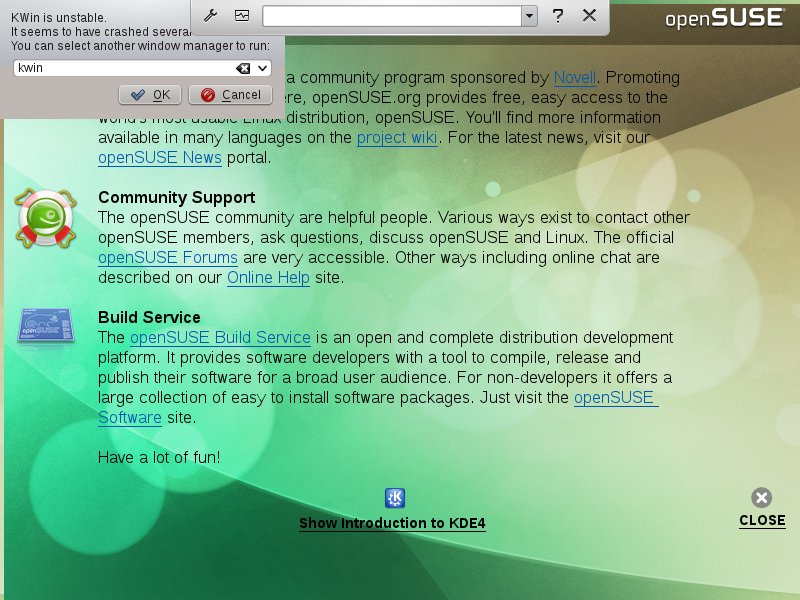 KWin is unstable.
It seems to have crashed several
You can select another window manager to run:
kwin
OK
Cancel
?
openSUSE
a community program sponsored by Novell. Promoting
openSUSE.org provides free, easy access to the
world's most usable Linux distribution, openSUSE. You'll find more information
available in many languages on the project wiki. For the latest news, visit our
openSUSE News portal.
Community Support
The openSUSE community are helpful people. Various ways exist to contact other
openSUSE members, ask questions, discuss openSUSE and Linux. The official
openSUSE Forums are very accessible. Other ways including online chat are
described on our Online Help site.
openSUSE
Build Service
The openSUSE Build Service is an open and complete distribution development
platform. It provides software developers with a tool to compile, release and
publish their software for a broad user audience. For non-developers it offers a
large collection of easy to install software packages. Just visit the openSUSE
Software site.
Have a lot of fun!
K
Show Introduction to KDE4
CLOSE